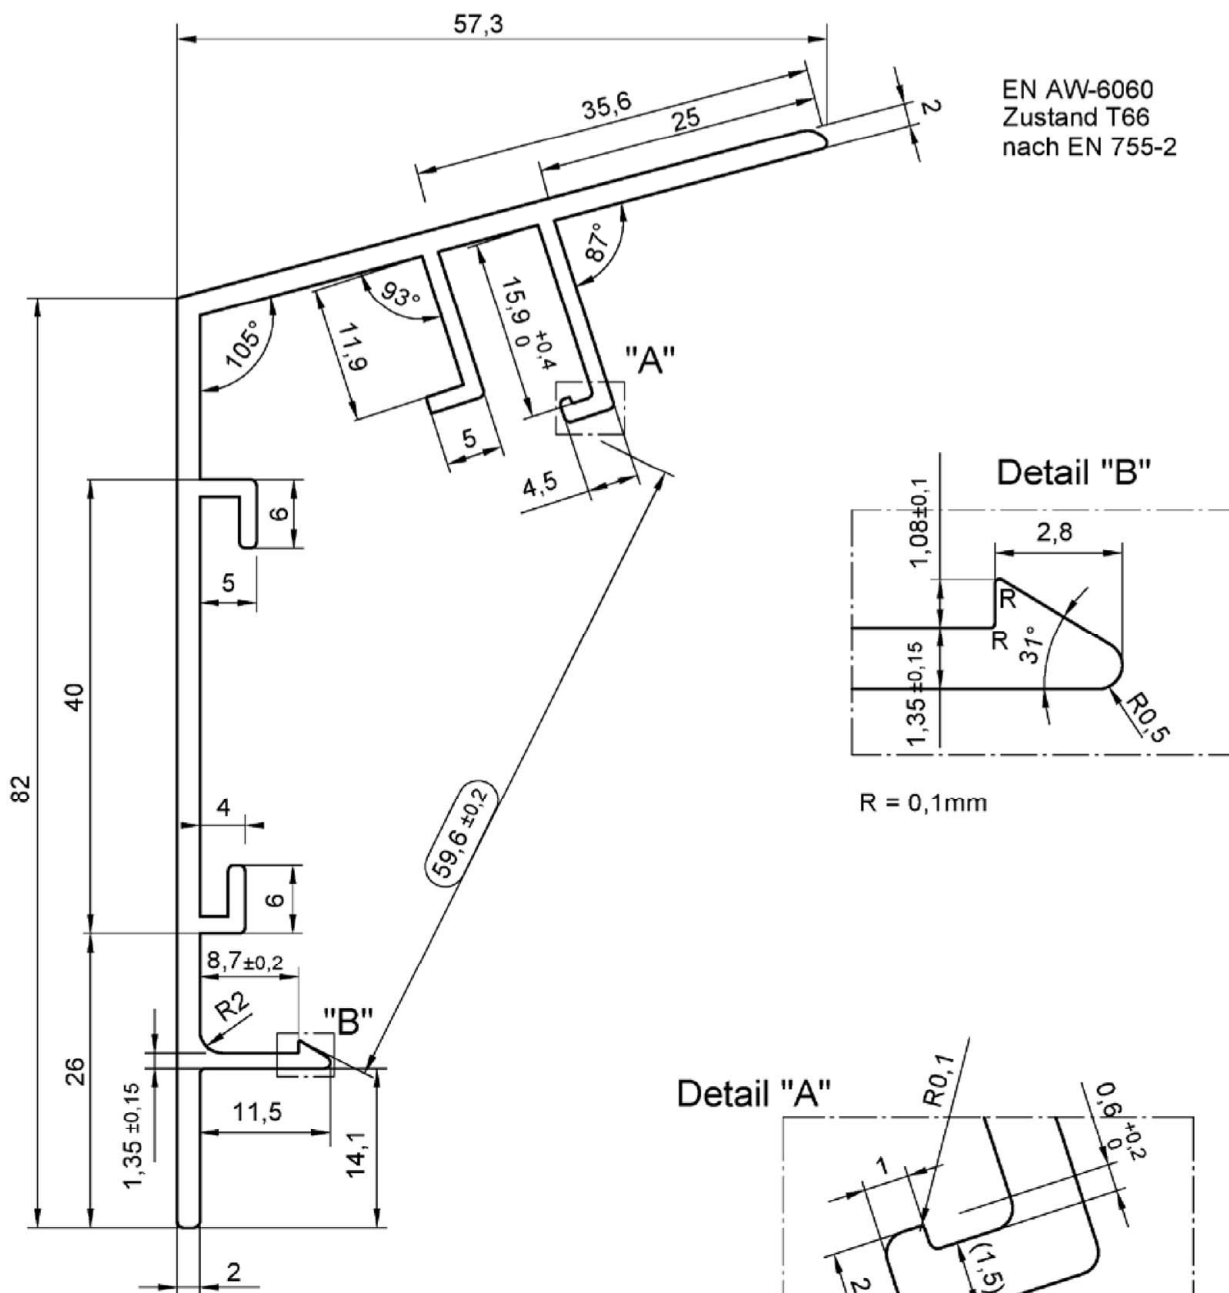 57,3
EN AW-6060
Zustand T66
nach EN 755-2
35,6
25
2
87°
93°
105°
11,9
15,9 +0,4 0
"A"
5
4,5
6
5
40
82
4
6
59,6 ±0,2
8,7±0,2
R2
"B"
26
1,35 ±0,15
11,5
14,1
2
Detail "B"
1,08±0,1
2,8
R
R
31°
1,35 ±0,15
R0,5
R = 0,1mm
Detail "A"
R0,1
0,6 +0,2 0
1
(1,5)
2